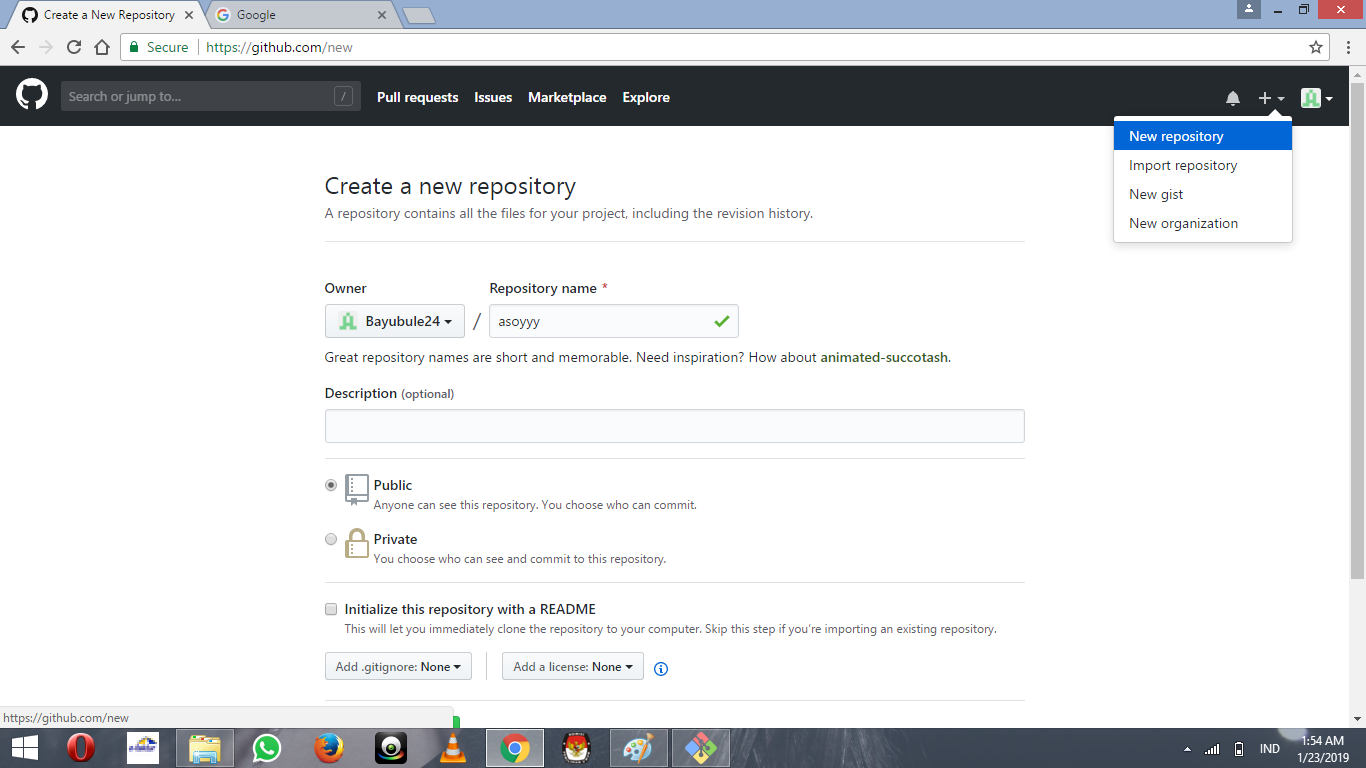 Create a New Repository
Google
Secure
https://github.com/new
Search or jump to...
/
Pull requests
Issues
Marketplace
Explore
New repository
Import repository
New gist
New organization
Create a new repository
A repository contains all the files for your project, including the revision history.
Owner
Repository name *
Bayubule24
/
asoyyy
Great repository names are short and memorable. Need inspiration? How about animated-succotash.
Description (optional)
Public
Anyone can see this repository. You choose who can commit.
Private
You choose who can see and commit to this repository.
Initialize this repository with a README
This will let you immediately clone the repository to your computer. Skip this step if you're importing an existing repository.
Add .gitignore: None
Add a license: None
https://github.com/new
IND
1:54 AM
1/23/2019